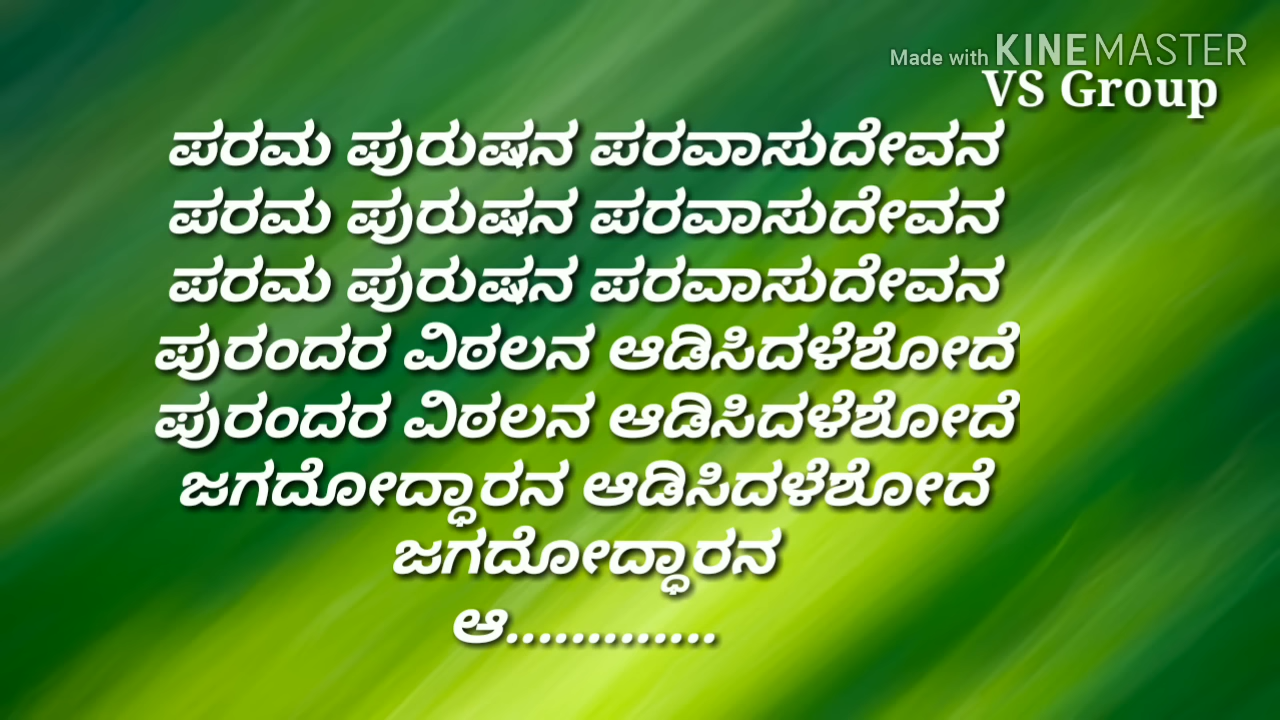 Made with KINEMASTER
VS Group
ಪರಮ ಪುರುಷನ ಪರವಾಸುದೇವನ
ಪರಮ ಪುರುಷನ ಪರವಾಸುದೇವನ
ಪರಮ ಪುರುಷನ ಪರವಾಸುದೇವನ
ಪುರಂದರ ವಿಠಲನ ಆಡಿಸಿದಳೆಶೋದೆ
ಪುರಂದರ ವಿಠಲನ ಆಡಿಸಿದಳೆಶೋದೆ
ಜಗದೋದ್ಧಾರನ ಆಡಿಸಿದಳೆಶೋದೆ
ಜಗದೋದ್ಧಾರನ
ಆ.............